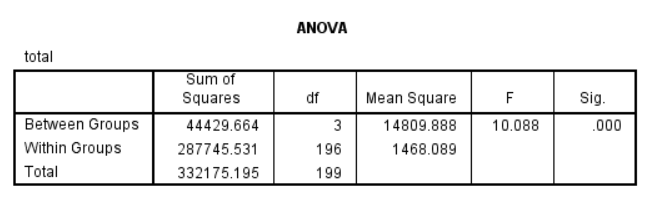 ANOVA
total
Sum of Squares df Mean Square F Sig.
Between Groups 44429.664 3 14809.888 10.088 .000
Within Groups 287745.531 196 1468.089
Total 332175.195 199